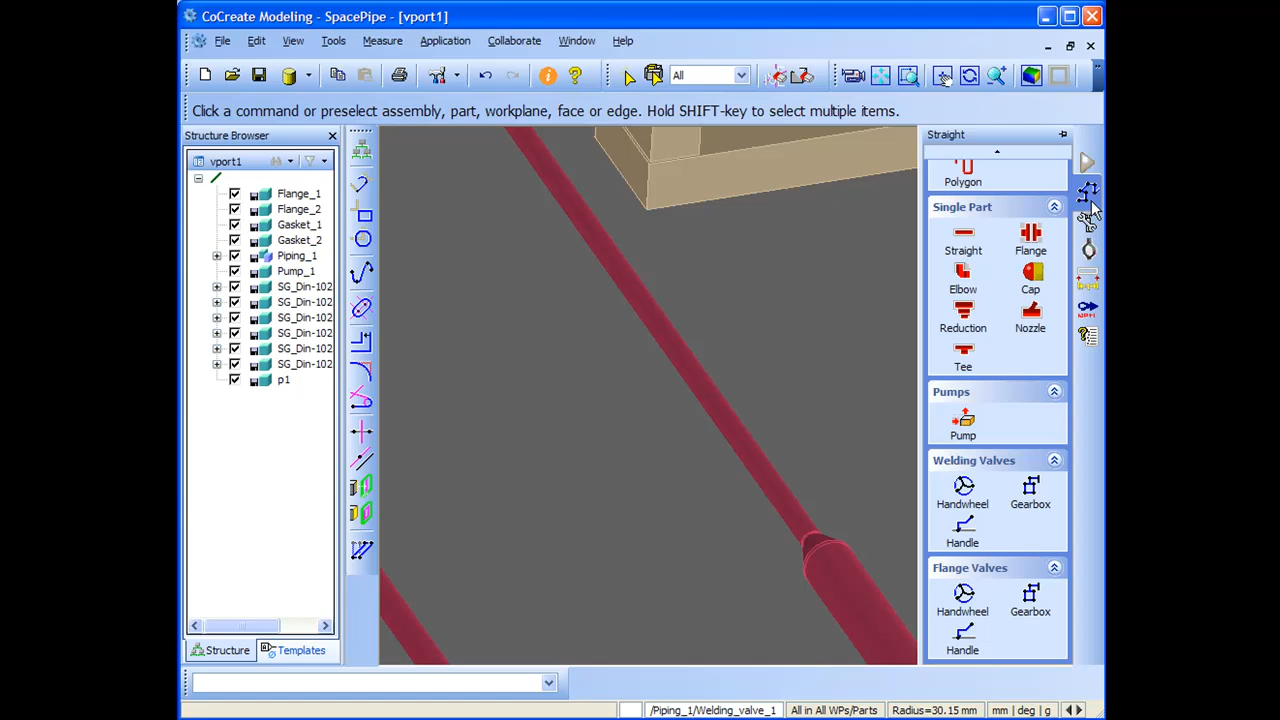 CoCreate Modeling - SpacePipe - [vport1]
File Edit View Tools Measure Application Collaborate Window Help
All
Click a command or preselect assembly, part, workplane, face or edge. Hold SHIFT-key to select multiple items.
Structure Browser
vport1
Flange_1
Flange_2
Gasket_1
Gasket_2
Piping_1
Pump_1
SG_Din-102
SG_Din-102
SG_Din-102
SG_Din-102
SG_Din-102
SG_Din-102
p1
Structure Templates
Straight
Polygon
Single Part
Straight Flange
Elbow Cap
Reduction Nozzle
Tee
Pumps
Pump
Welding Valves
Handwheel Gearbox
Handle
Flange Valves
Handwheel Gearbox
Handle
/Piping_1/Welding_valve_1 All in All WPs/Parts Radius=30.15 mm mm | deg | g